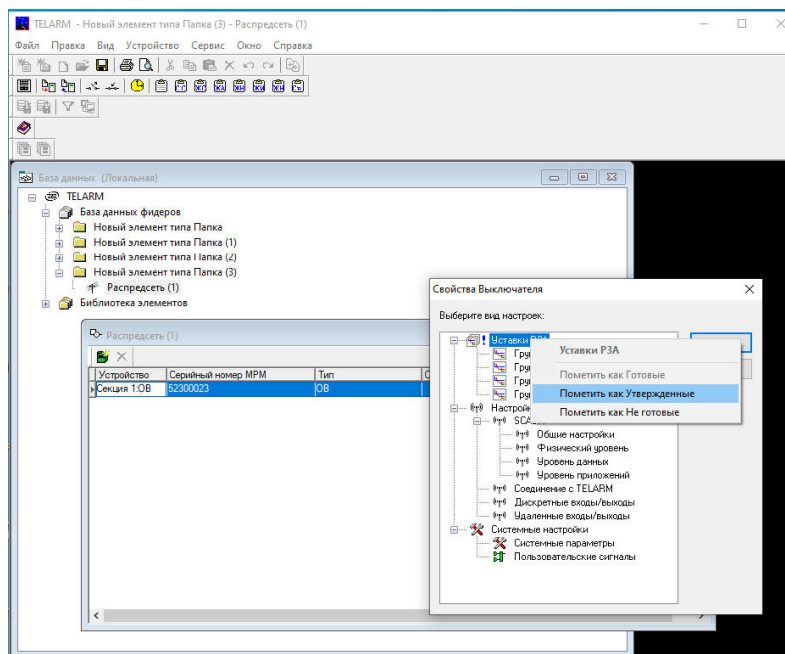 TELARM - Новый элемент типа Папка (3) - Распредсеть (1)
Файл Правка Вид Устройство Сервис Окно Справка
База данных (Локальная)
TELARM
База данных фидеров
Новый элемент типа Папка
Новый элемент типа Папка (1)
Новый элемент типа Папка (2)
Новый элемент типа Папка (3)
Распредсеть (1)
Библиотека элементов
Распредсеть (1)
Устройство Серийный номер МРМ Тип
Секция 1:ОВ 52300023 ОВ
Свойства Выключателя
Выберите вид настроек:
Уставки
Уставки РЗА
Пометить как Готовые
Пометить как Утвержденные
Пометить как Не готовые
Общие настройки
Физический уровень
Уровень данных
Уровень приложений
Соединение с TELARM
Дискретные входы/выходы
Удаленные входы/выходы
Системные настройки
Системные параметры
Пользовательские сигналы